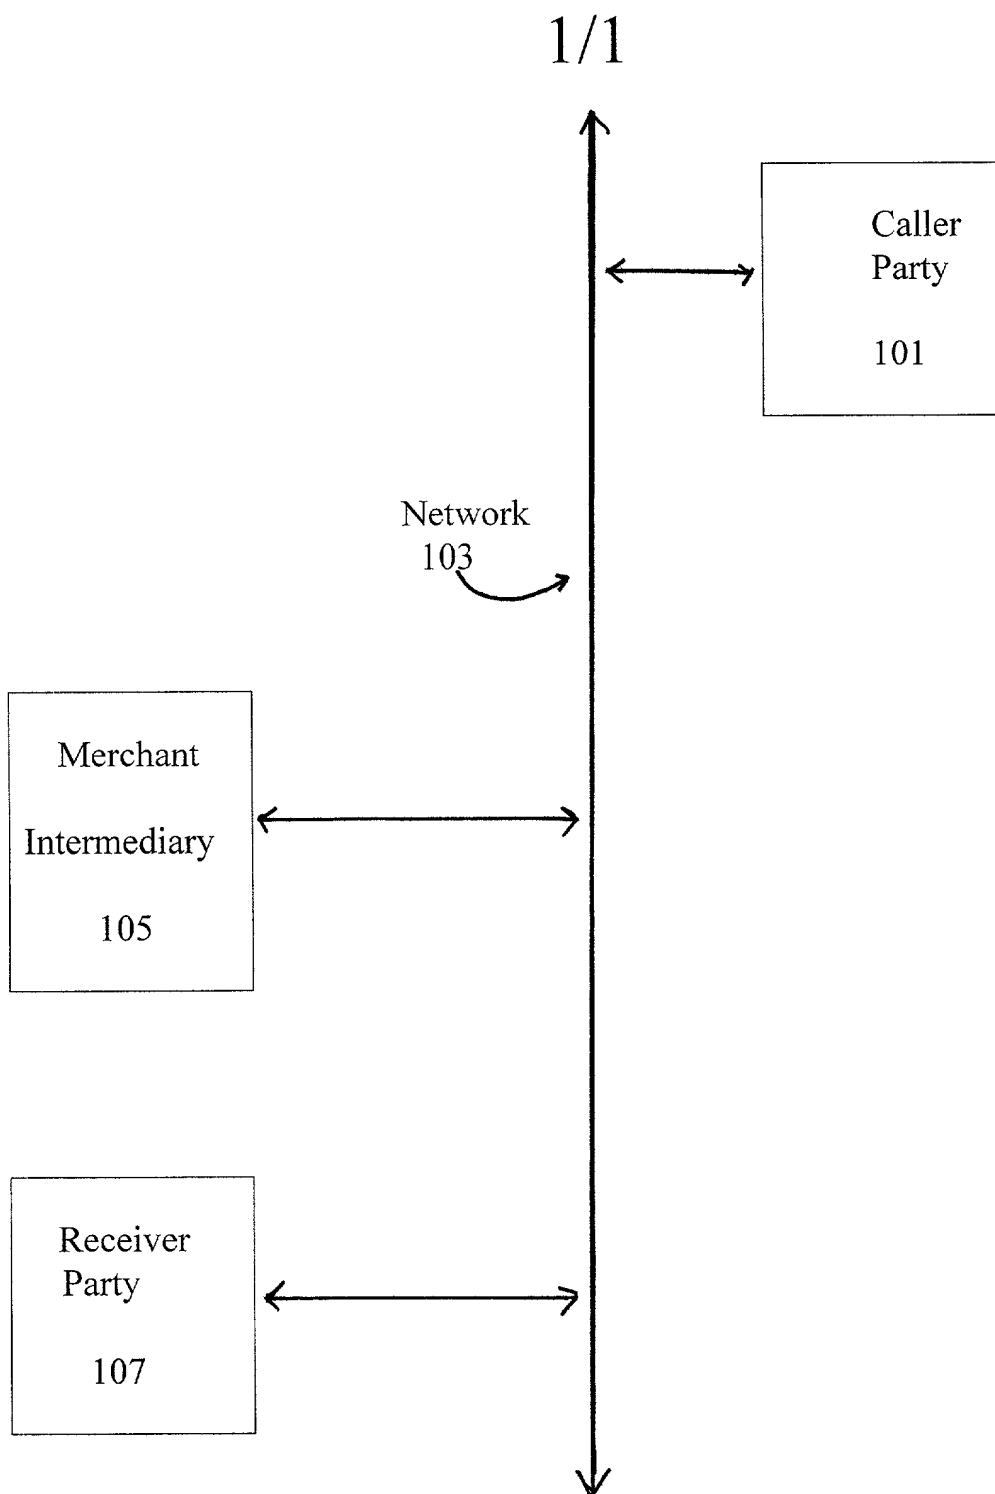 1/1
Caller
Party
101
Network
103
Merchant
Intermediary
105
Receiver
Party
107